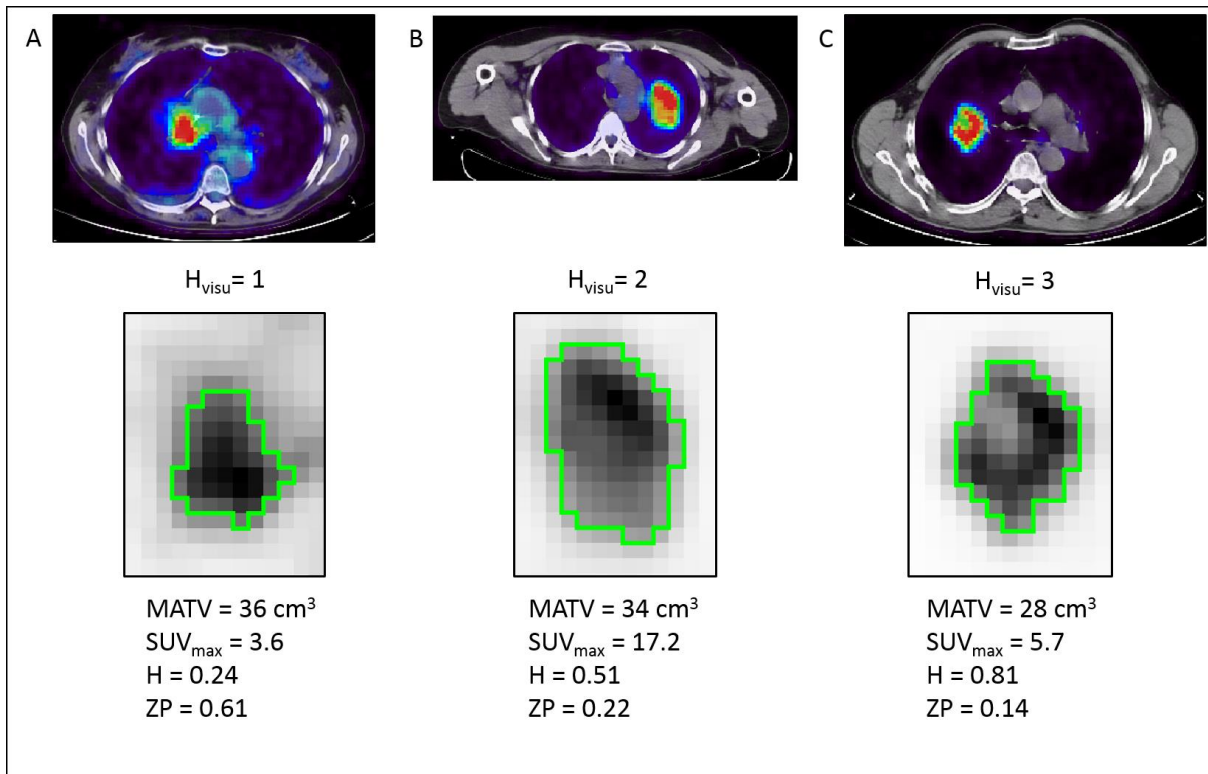 A
B
C
H_visu = 1
H_visu = 2
H_visu = 3
MATV = 36 cm³
SUV_max = 3.6
H = 0.24
ZP = 0.61
MATV = 34 cm³
SUV_max = 17.2
H = 0.51
ZP = 0.22
MATV = 28 cm³
SUV_max = 5.7
H = 0.81
ZP = 0.14